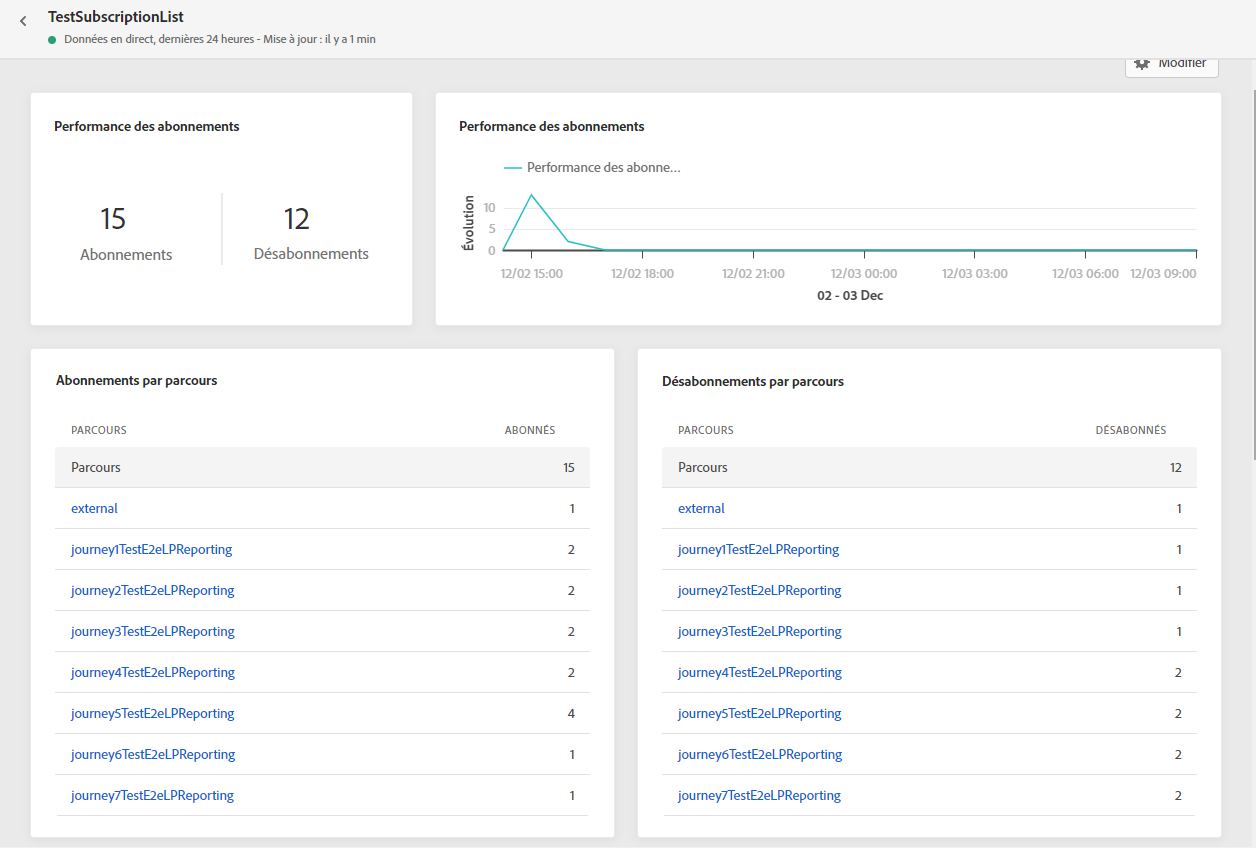 TestSubscriptionList
Données en direct, dernières 24 heures - Mise à jour : il y a 1 min
Modifier
Performance des abonnements
15
12
Abonnements
Désabonnements
Performance des abonnements
Performance des abonne...
Évolution
10
5
0
12/02 15:00
12/02 18:00
12/02 21:00
12/03 00:00
12/03 03:00
12/03 06:00
12/03 09:00
02 - 03 Dec
Abonnements par parcours
PARCOURS ABONNÉS
Parcours 15
external 1
journey1TestE2eLPReporting 2
journey2TestE2eLPReporting 2
journey3TestE2eLPReporting 2
journey4TestE2eLPReporting 2
journey5TestE2eLPReporting 4
journey6TestE2eLPReporting 1
journey7TestE2eLPReporting 1
Désabonnements par parcours
PARCOURS DÉSABONNÉS
Parcours 12
external 1
journey1TestE2eLPReporting 1
journey2TestE2eLPReporting 1
journey3TestE2eLPReporting 1
journey4TestE2eLPReporting 2
journey5TestE2eLPReporting 2
journey6TestE2eLPReporting 2
journey7TestE2eLPReporting 2